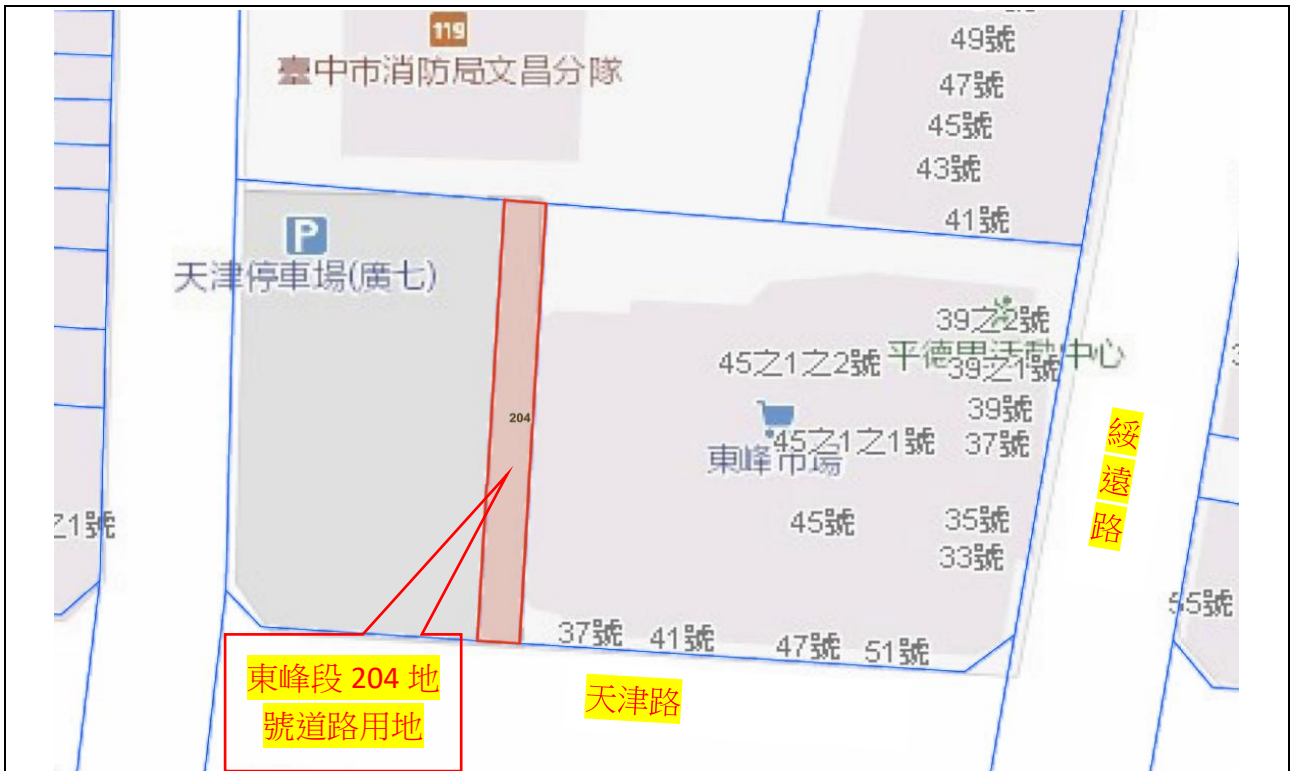 119
臺中市消防局文昌分隊
49號
47號
45號
43號
41號
P
天津停車場(廣七)
39之2號
45之1之2號
平德里活動中心
39之1號
39號
204
45之1之1號
37號
東峰市場
綏
遠
路
之1號
45號
35號
33號
55號
37號
41號
47號
51號
東峰段 204 地
號道路用地
天津路